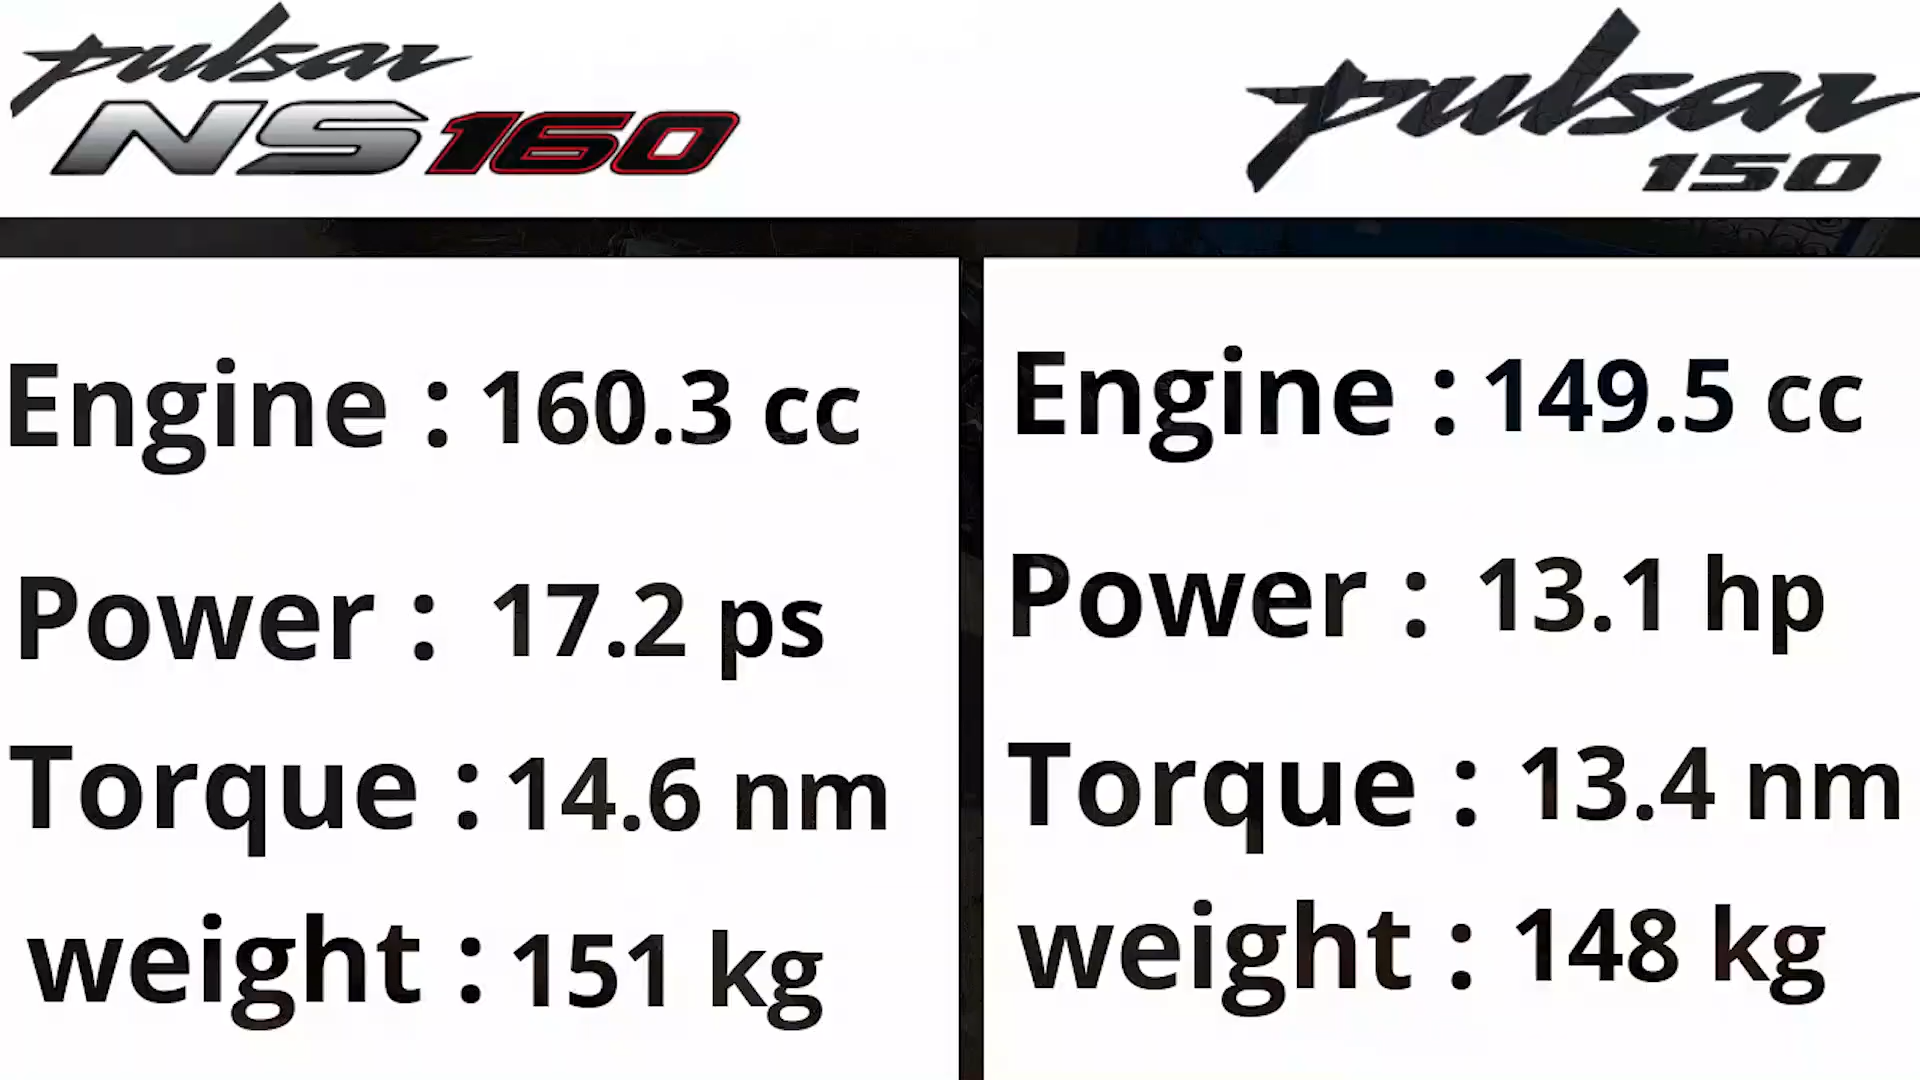 pulsar
NS160
pulsar
150
Engine : 160.3 cc
Power : 17.2 ps
Torque : 14.6 nm
weight : 151 kg
Engine : 149.5 cc
Power : 13.1 hp
Torque : 13.4 nm
weight : 148 kg